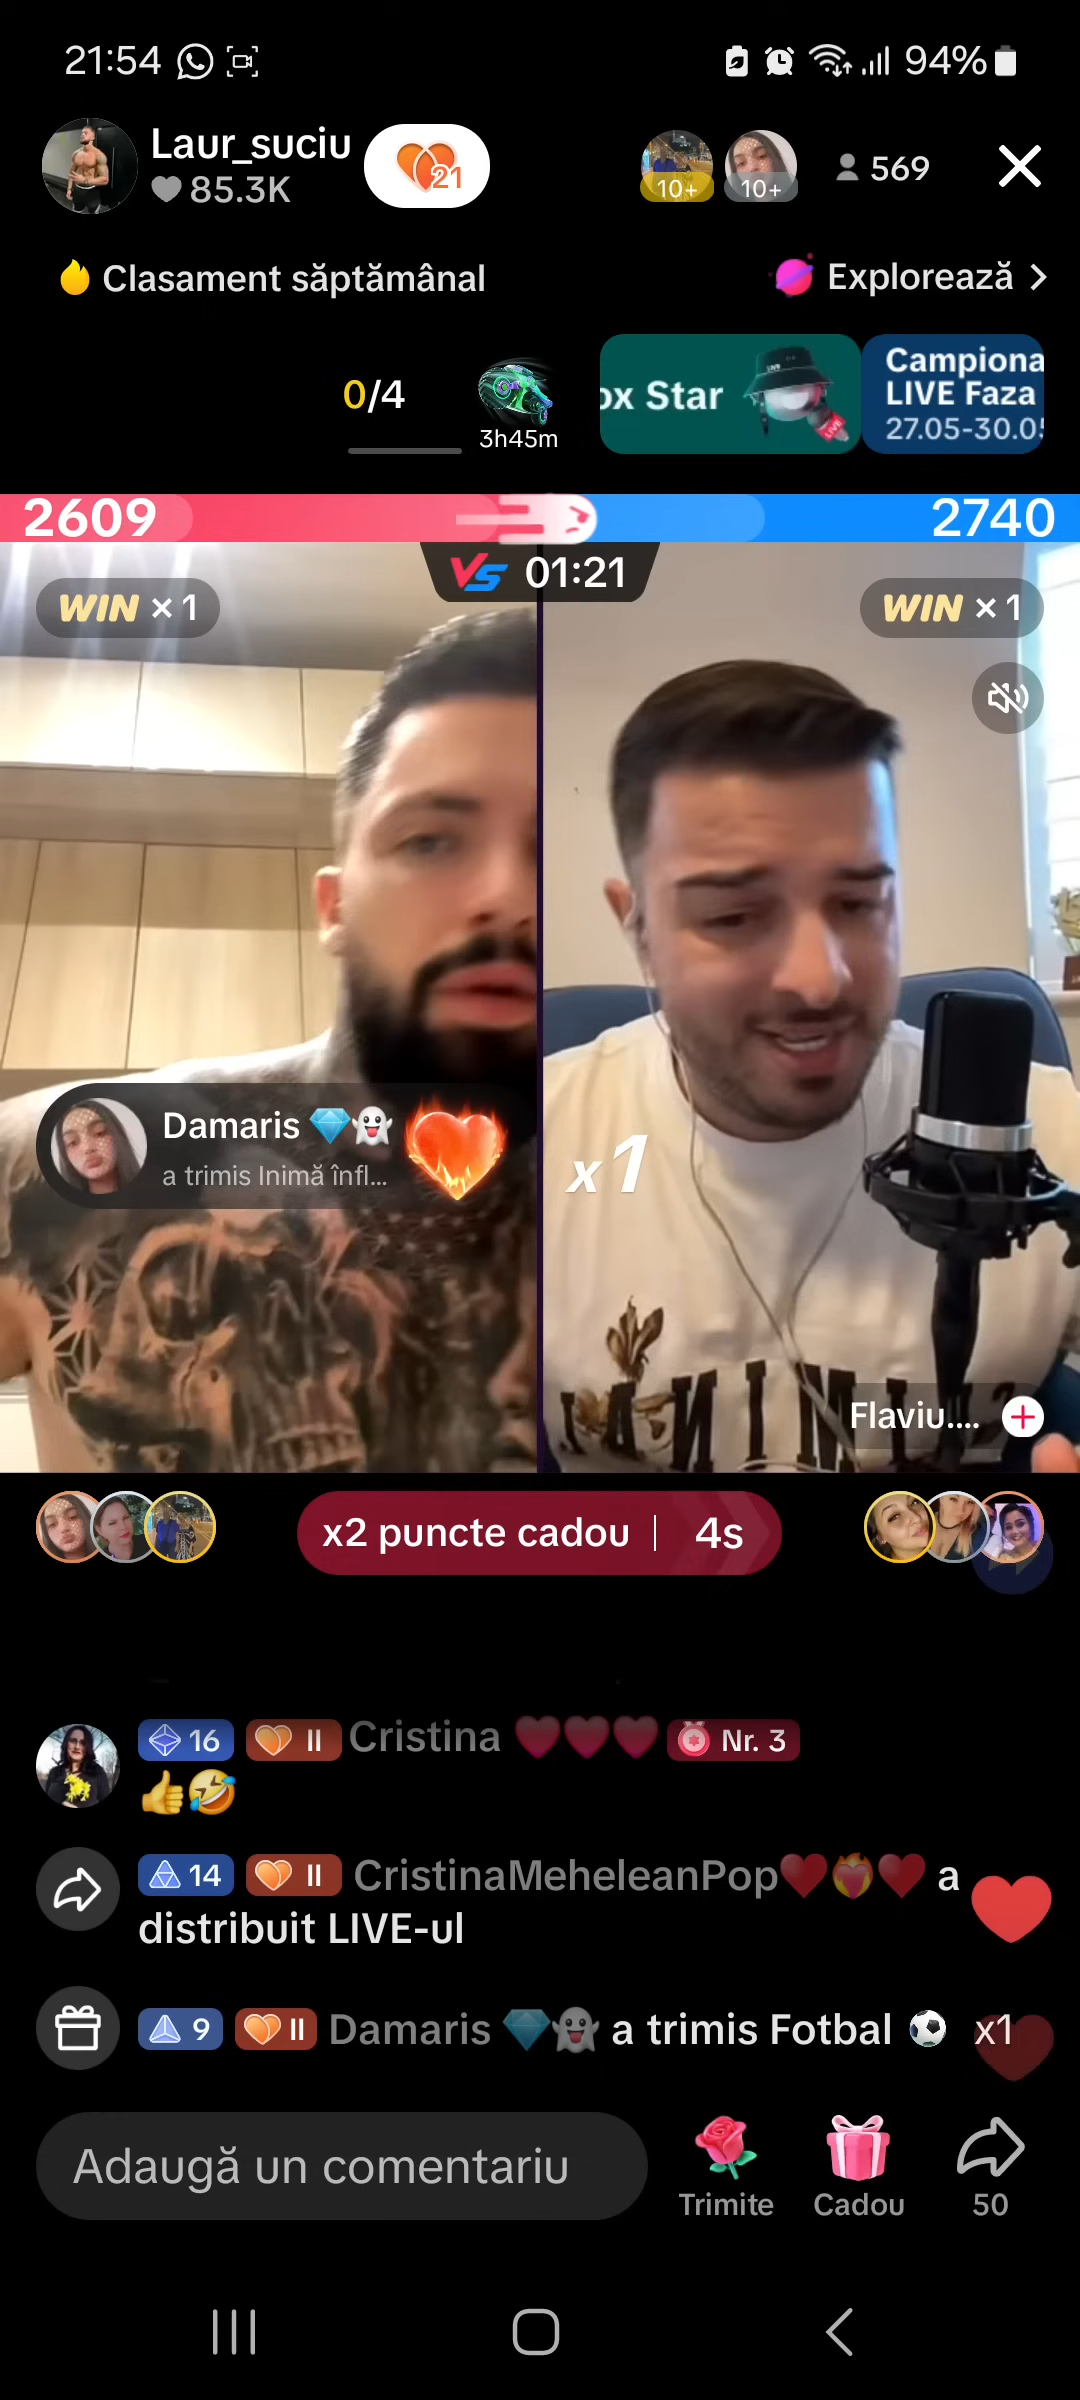 21:54
94%
Laur_suciu
85.3K
21
10+
10+
569
Clasament săptămânal
Explorează
0/4
3h45m
ox Star
LIVE
Campiona
LIVE Faza
27.05-30.05
2609
2740
VS 01:21
WIN × 1
WIN × 1
Damaris 💎👻
a trimis Inimă înfl...
x1
Flaviu....
x2 puncte cadou | 4s
16 II Cristina ❤️❤️❤️ Nr. 3
👍🤣
14 II CristinaMeheleanPop❤️❤️‍🔥❤️ a
distribuit LIVE-ul
9 II Damaris 💎👻 a trimis Fotbal ⚽ x1
Adaugă un comentariu
Trimite
Cadou
50